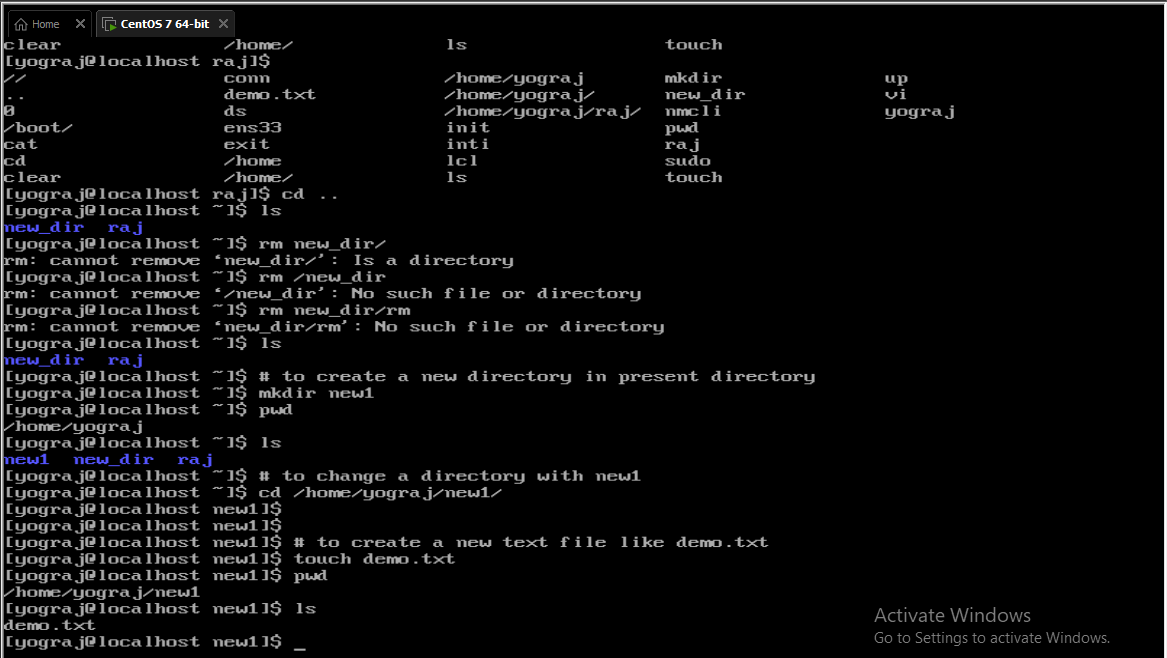 Home CentOS 7 64-bit
clear /home/ ls touch
[yograj@localhost raj]$
// conn /home/yograj mkdir up
.. demo.txt /home/yograj/ new_dir vi
0 ds /home/yograj/raj/ nmcli yograj
/boot/ ens33 init pwd
cat exit inti raj
cd /home lcl sudo
clear /home/ ls touch
[yograj@localhost raj]$ cd ..
[yograj@localhost ~]$ ls
new_dir raj
[yograj@localhost ~]$ rm new_dir/
rm: cannot remove ‘new_dir/’: Is a directory
[yograj@localhost ~]$ rm /new_dir
rm: cannot remove ‘/new_dir’: No such file or directory
[yograj@localhost ~]$ rm new_dir/rm
rm: cannot remove ‘new_dir/rm’: No such file or directory
[yograj@localhost ~]$ ls
new_dir raj
[yograj@localhost ~]$ # to create a new directory in present directory
[yograj@localhost ~]$ mkdir new1
[yograj@localhost ~]$ pwd
/home/yograj
[yograj@localhost ~]$ ls
new1 new_dir raj
[yograj@localhost ~]$ # to change a directory with new1
[yograj@localhost ~]$ cd /home/yograj/new1/
[yograj@localhost new1]$
[yograj@localhost new1]$
[yograj@localhost new1]$ # to create a new text file like demo.txt
[yograj@localhost new1]$ touch demo.txt
[yograj@localhost new1]$ pwd
/home/yograj/new1
[yograj@localhost new1]$ ls
demo.txt
[yograj@localhost new1]$ _
Activate Windows
Go to Settings to activate Windows.